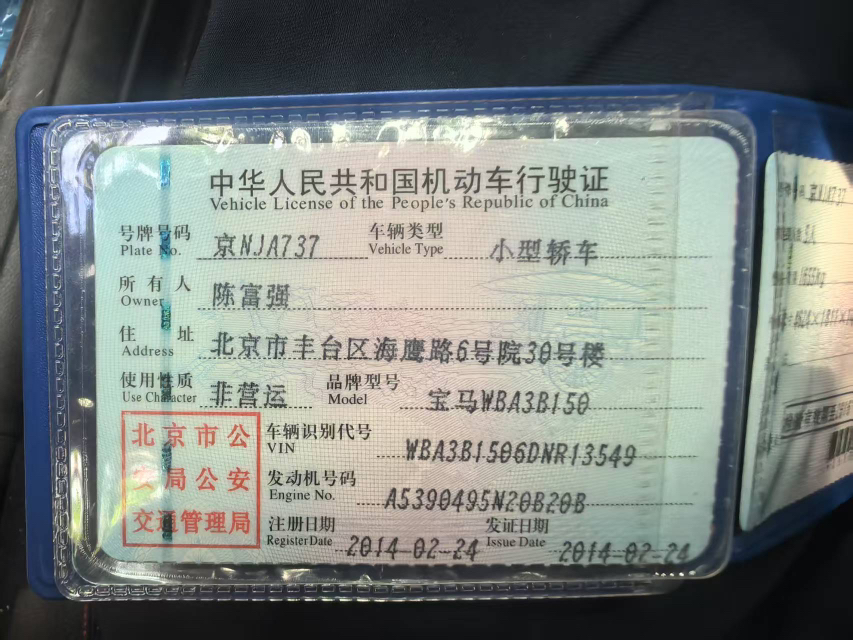 中华人民共和国机动车行驶证
Vehicle License of the People's Republic of China
号牌号码 京NJA737 车辆类型 小型轿车
Plate No. Vehicle Type
所有人 陈富强
Owner
住址 北京市丰台区海鹰路6号院30号楼
Address
使用性质 非营运 品牌型号 宝马WBA3B150
Use Character Model
北京市公
安局公安
交通管理局
车辆识别代号 WBA3B1506DNR13549
VIN
发动机号码 A5390495N20B20B
Engine No.
注册日期 2014-02-24 发证日期 2014-02-24
Register Date Issue Date